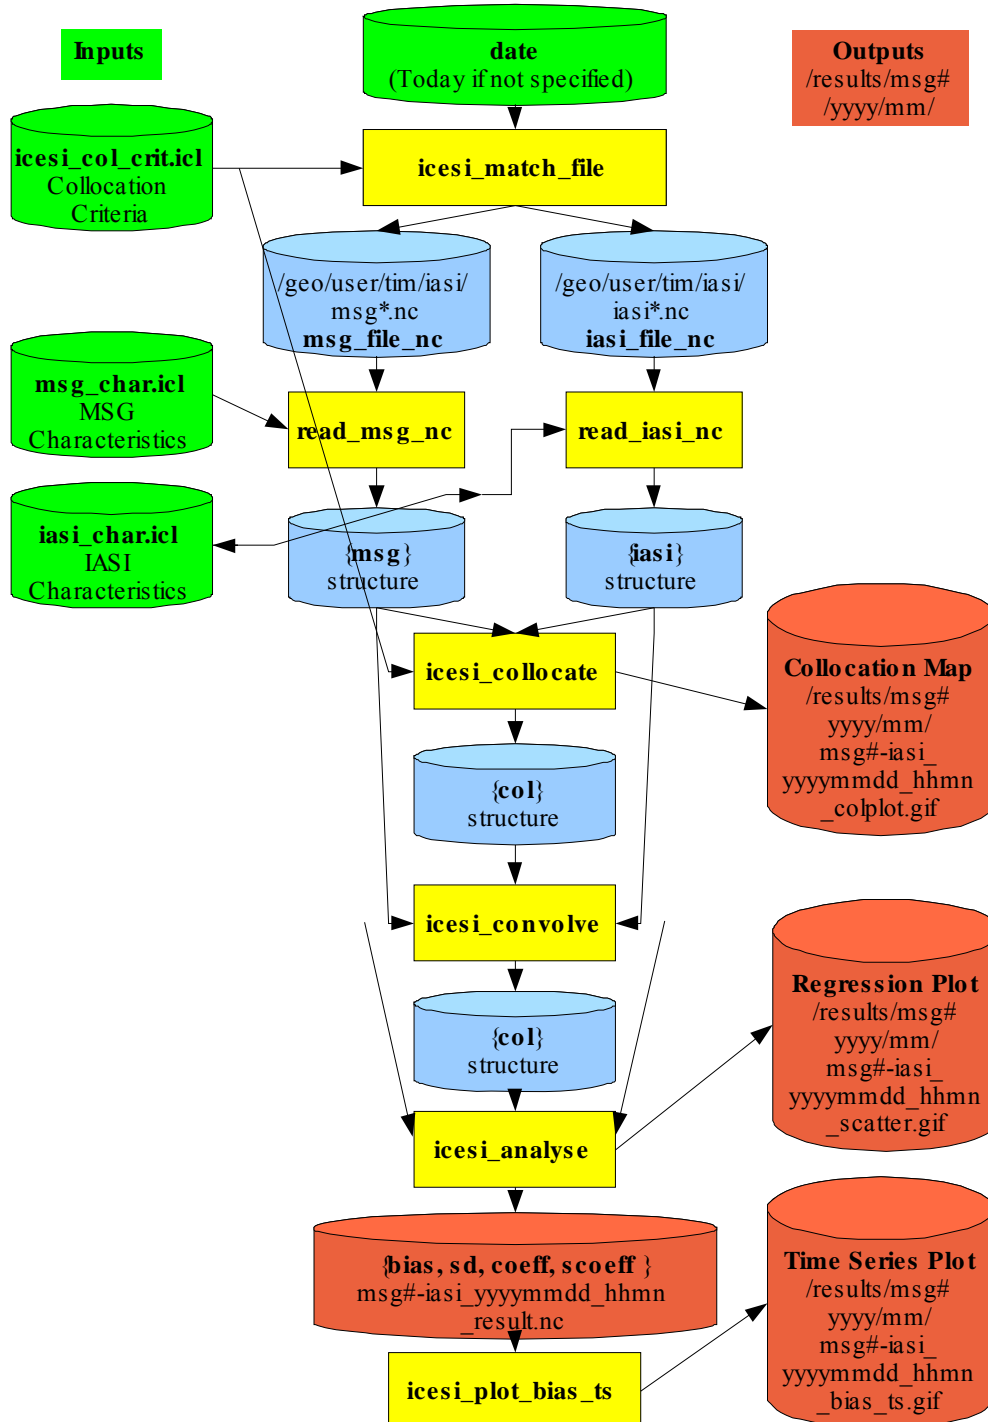 Inputs
date
(Today if not specified)
Outputs
/results/msg#
/yyyy/mm/
icesi_col_crit.icl
Collocation
Criteria
icesi_match_file
/geo/user/tim/iasi/
msg*.nc
msg_file_nc
/geo/user/tim/iasi/
iasi*.nc
iasi_file_nc
msg_char.icl
MSG
Characteristics
read_msg_nc
read_iasi_nc
iasi_char.icl
IASI
Characteristics
{msg}
structure
{iasi}
structure
icesi_collocate
Collocation Map
/results/msg#
yyyy/mm/
msg#-iasi_
yyyymmdd_hhmn
_colplot.gif
{col}
structure
icesi_convolve
Regression Plot
/results/msg#
yyyy/mm/
msg#-iasi_
yyyymmdd_hhmn
_scatter.gif
{col}
structure
icesi_analyse
{bias, sd, coeff, scoeff }
msg#-iasi_yyyymmdd_hhmn
_result.nc
Time Series Plot
/results/msg#
yyyy/mm/
msg#-iasi_
yyyymmdd_hhmn
_bias_ts.gif
icesi_plot_bias_ts